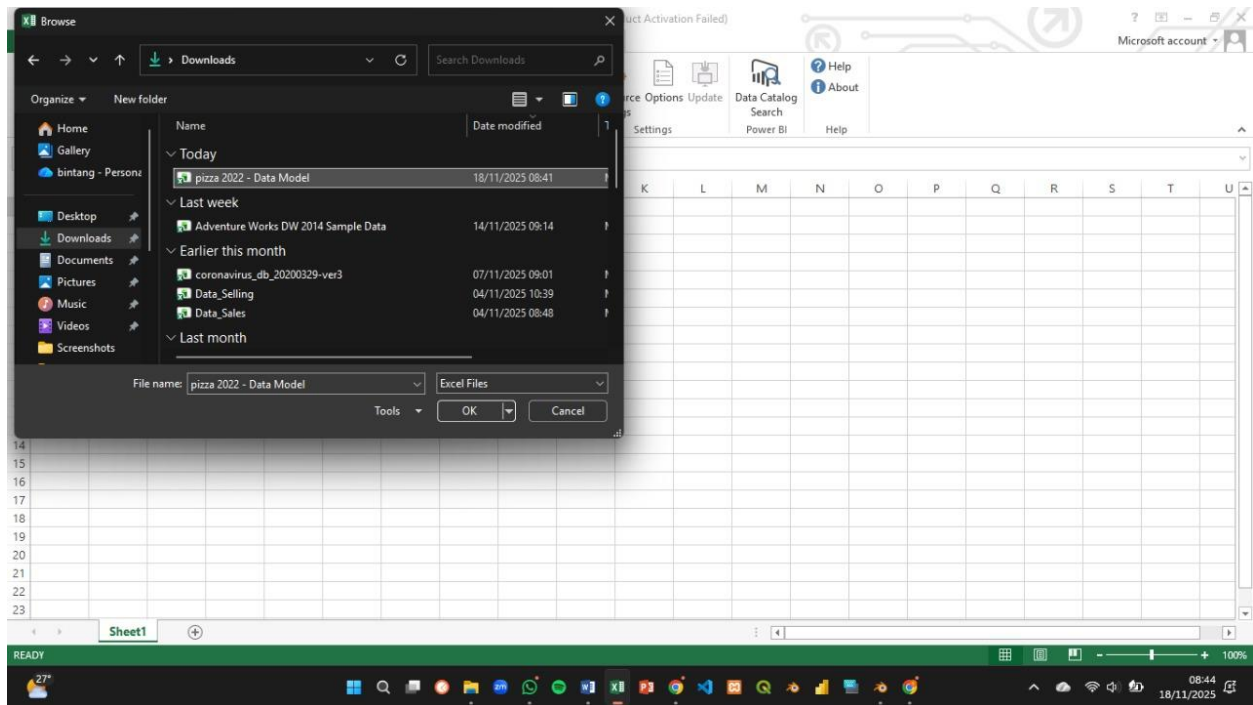 Browse
uct Activation Failed)
Microsoft account
Downloads
Search Downloads
Organize
New folder
Home
Gallery
bintang - Persona
Desktop
Downloads
Documents
Pictures
Music
Videos
Screenshots
Name
Date modified
Today
pizza 2022 - Data Model 18/11/2025 08:41
Last week
Adventure Works DW 2014 Sample Data 14/11/2025 09:14
Earlier this month
coronavirus_db_20200329-ver3 07/11/2025 09:01
Data_Selling 04/11/2025 10:39
Data_Sales 04/11/2025 08:48
Last month
File name: pizza 2022 - Data Model
Excel Files
Tools OK Cancel
rce Options Update
gs
Settings
Data Catalog
Search
Power BI
Help
About
Help
K L M N O P Q R S T U
14
15
16
17
18
19
20
21
22
23
Sheet1
READY
100%
27°
08:44
18/11/2025